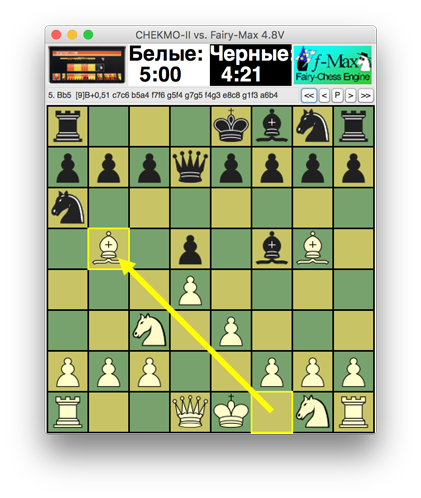 CHEKMO-II vs. Fairy-Max 4.8V
Белые: Черные:
5:00 4:21
f-Max
Fairy-Chess Engine
5. Bb5 [9]B+0,51 c7c6 b5a4 f7f6 g5f4 g7g5 f4g3 e8c8 g1f3 a6b4 << < P > >>